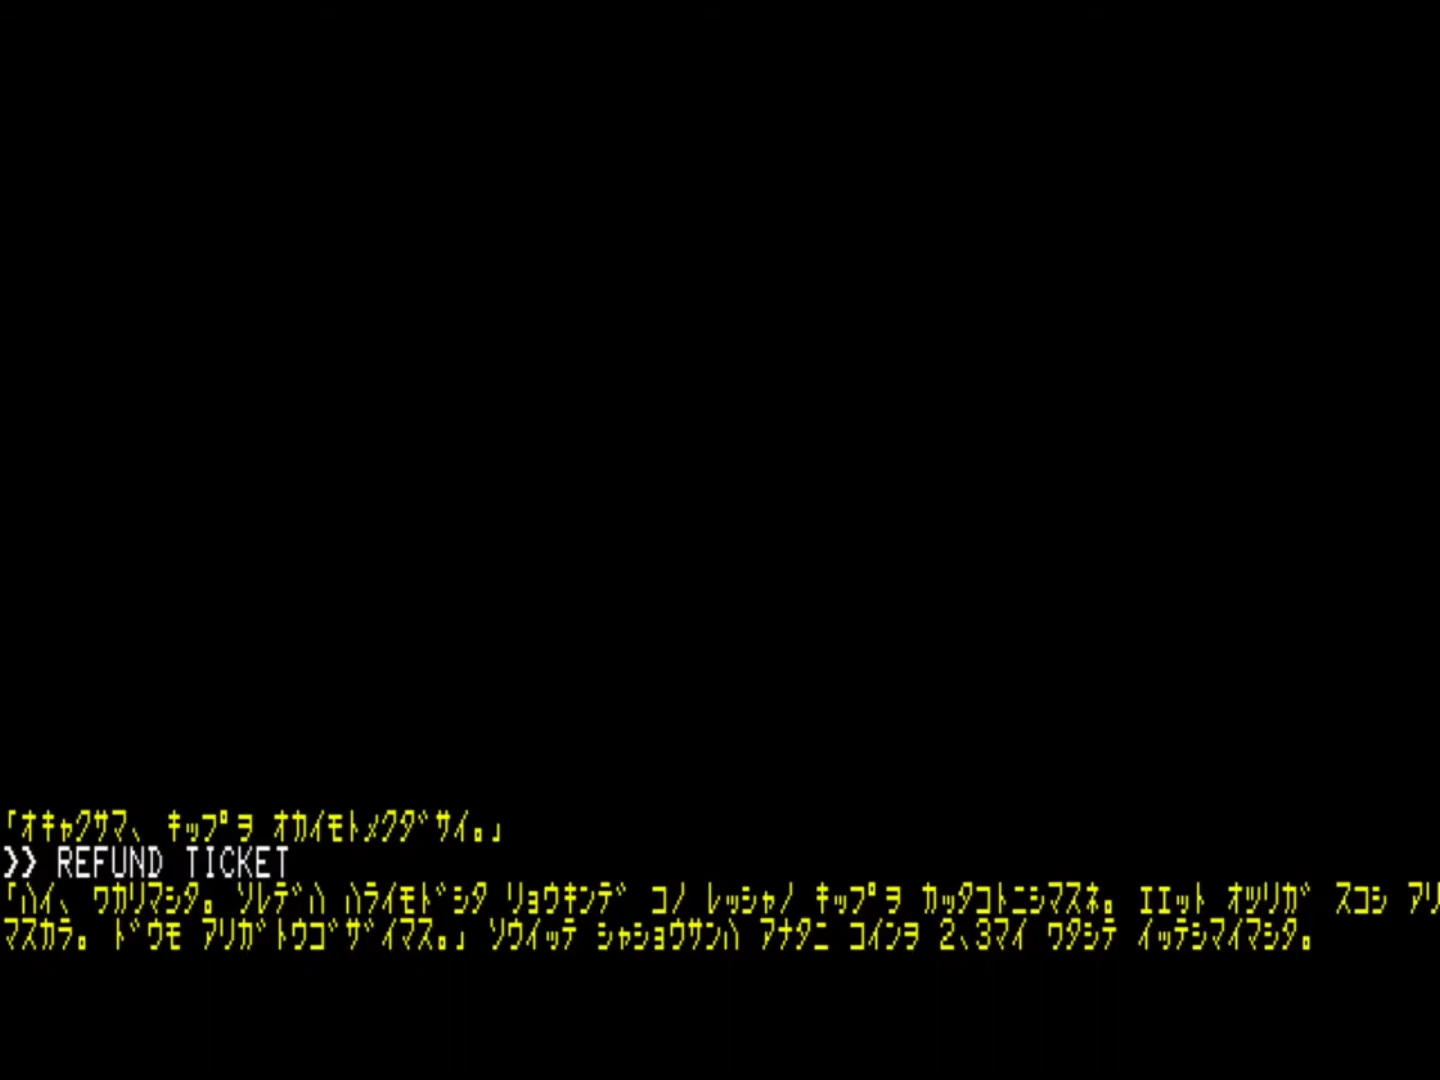 「オキャクサマ、 キップヲ オカイモトメクダサイ。」
》 REFUND TICKET
「ハイ、 ワカリマシタ。 ソレデハ ハライモドシタ リョウキンデ コノ レッシャノ キップヲ カッタコトニシマスネ。 エエット オツリガ スコシ アリ
マスカラ。 ドウモ アリガトウゴザイマス。」 ソウイッテ シャショウサンハ アナタニ コインヲ 2、3マイ ワタシテ イッテシマイマシタ。